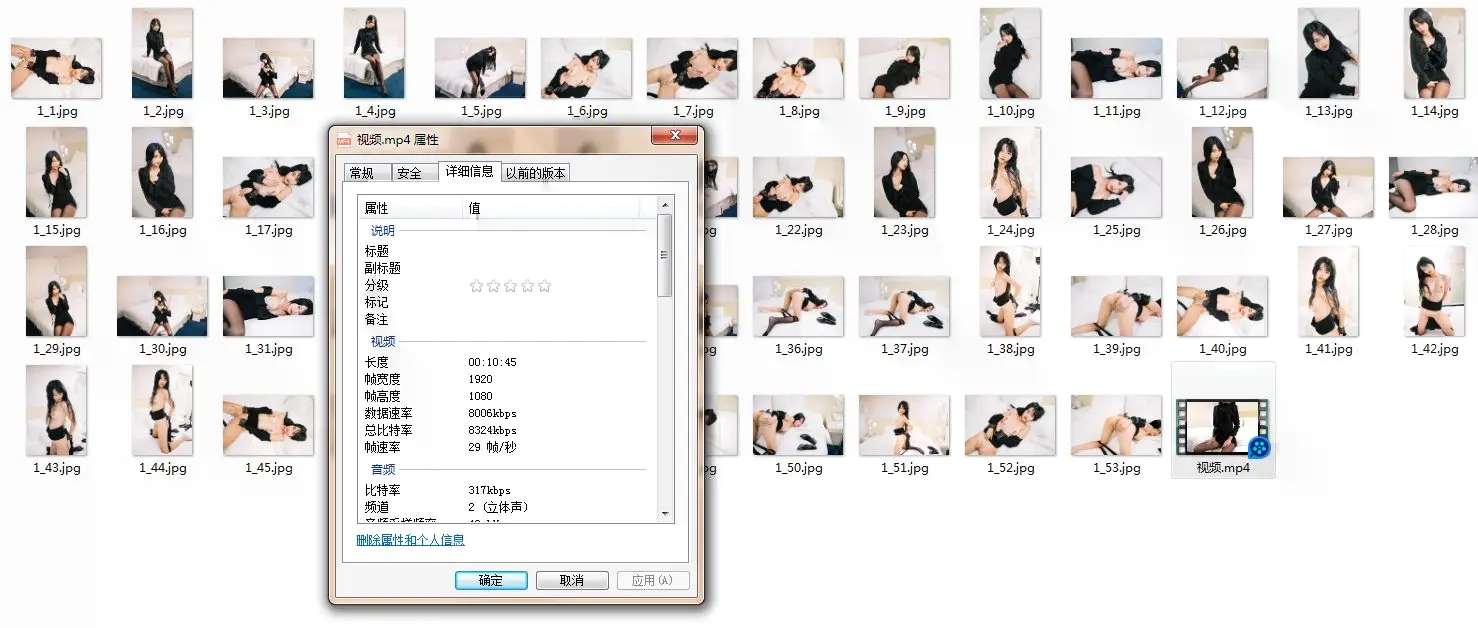 1_1.jpg
1_2.jpg
1_3.jpg
1_4.jpg
1_5.jpg
1_6.jpg
1_7.jpg
1_8.jpg
1_9.jpg
1_10.jpg
1_11.jpg
1_12.jpg
1_13.jpg
1_14.jpg
1_15.jpg
1_16.jpg
1_17.jpg
1_22.jpg
1_23.jpg
1_24.jpg
1_25.jpg
1_26.jpg
1_27.jpg
1_28.jpg
1_29.jpg
1_30.jpg
1_31.jpg
1_36.jpg
1_37.jpg
1_38.jpg
1_39.jpg
1_40.jpg
1_41.jpg
1_42.jpg
1_43.jpg
1_44.jpg
1_45.jpg
1_50.jpg
1_51.jpg
1_52.jpg
1_53.jpg
视频.mp4
视频.mp4 属性
常规 安全 详细信息 以前的版本
属性 值
说明
标题
副标题
分级
标记
备注
视频
长度 00:10:45
帧宽度 1920
帧高度 1080
数据速率 8006kbps
总比特率 8324kbps
帧速率 29 帧/秒
音频
比特率 317kbps
频道 2 (立体声)
删除属性和个人信息
确定 取消 应用(A)